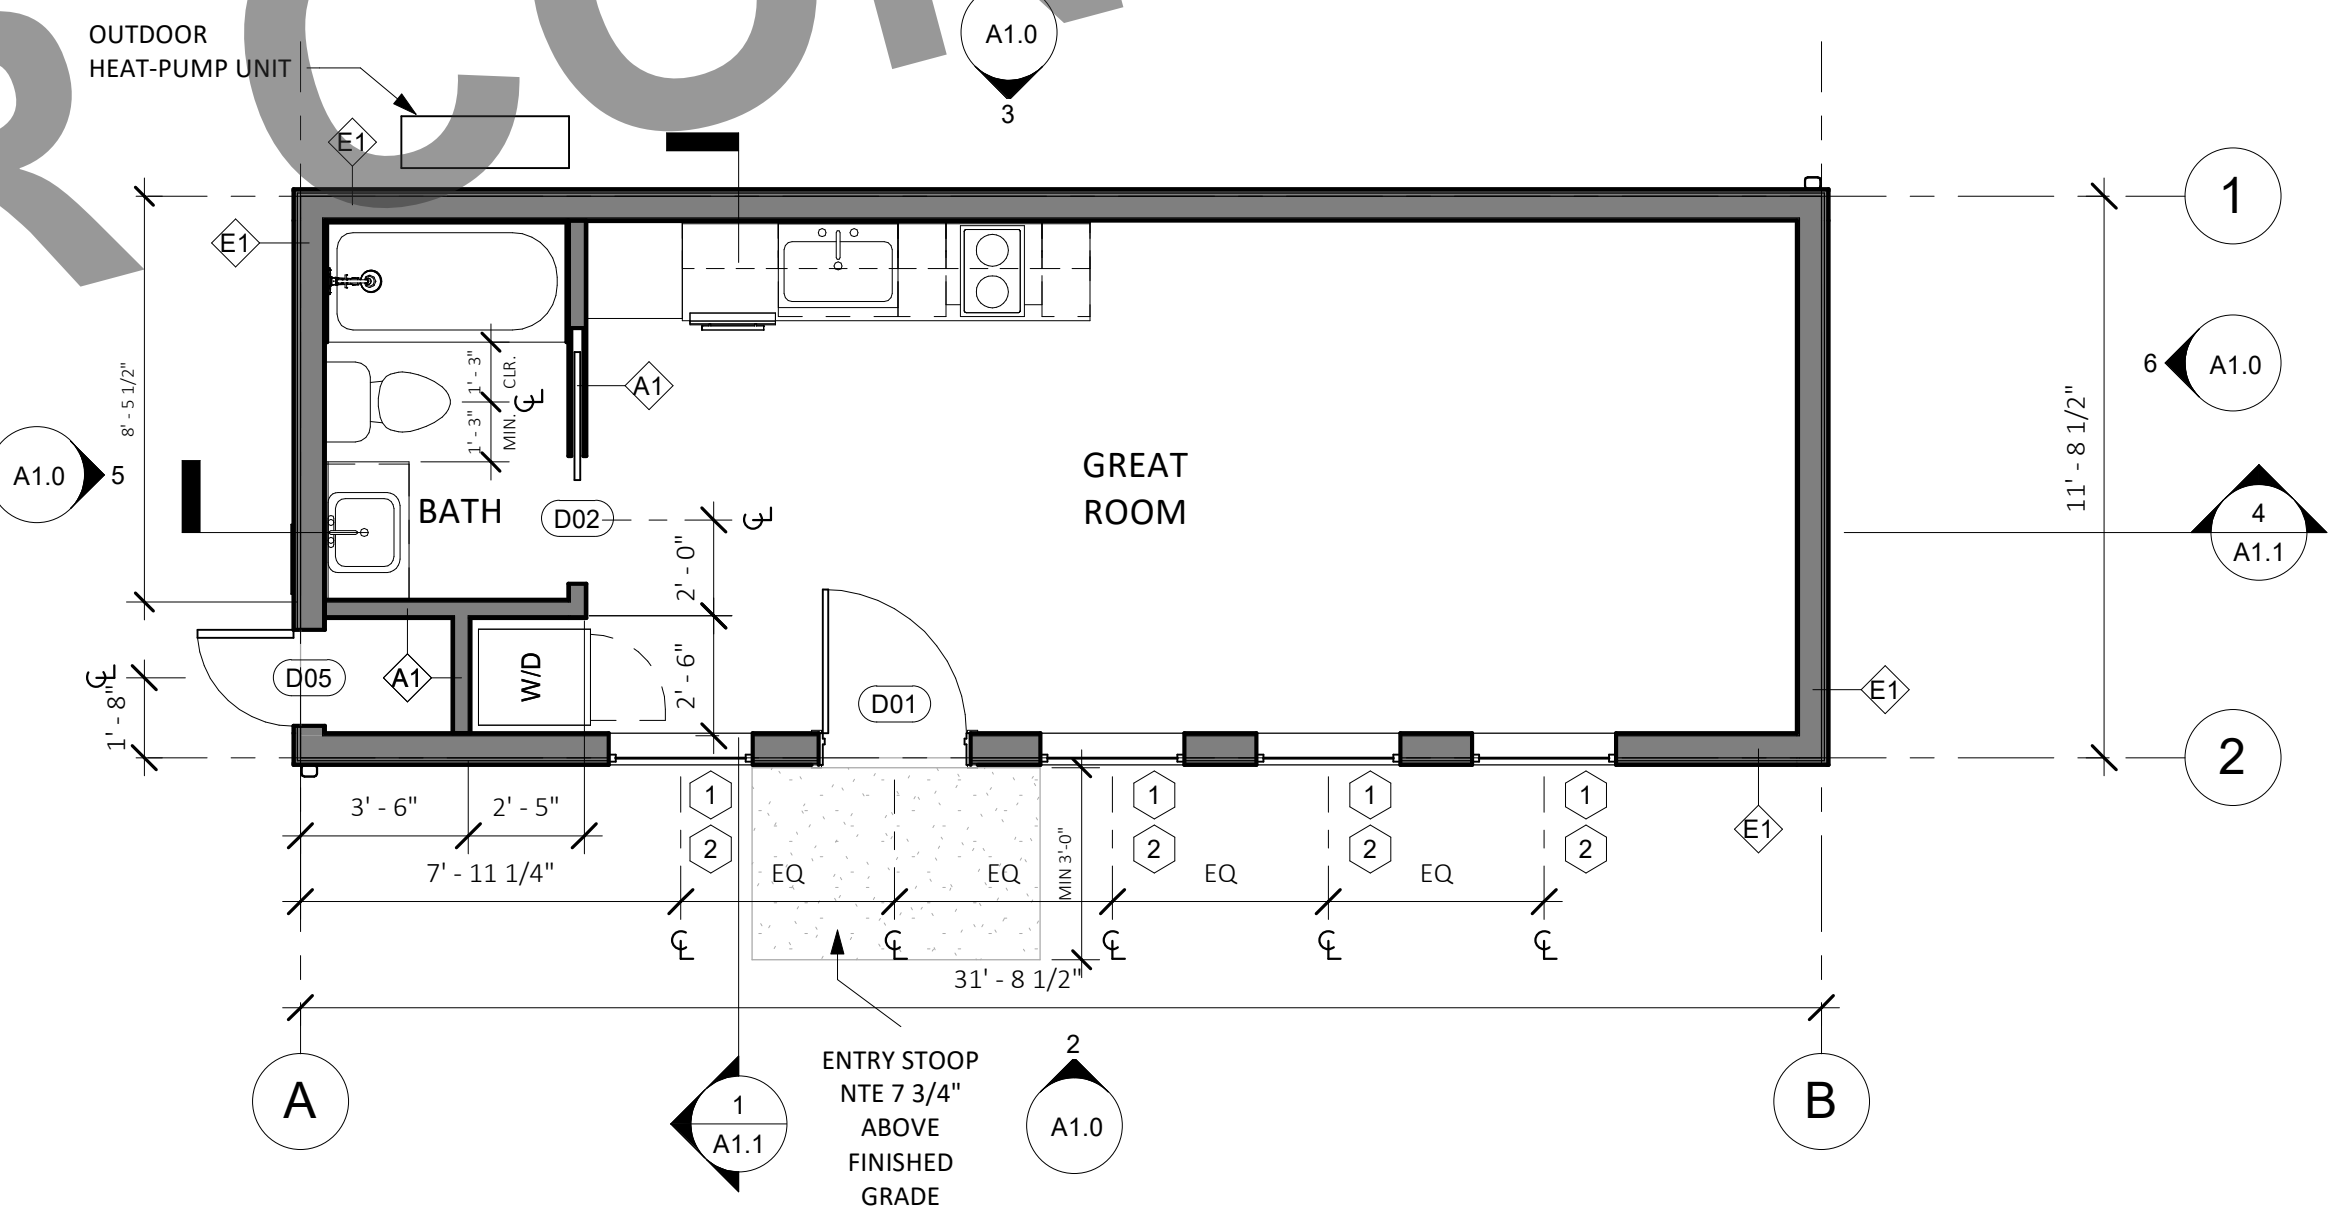 R CON
OUTDOOR
HEAT-PUMP UNIT
A1.0
3
E1
1
E1
8' - 5 1/2"
1' - 3"
CLR.
℄
1' - 3"
MIN.
A1
6
A1.0
11' - 8 1/2"
GREAT
ROOM
A1.0
5
BATH
D02
℄
4
A1.1
2' - 0"
2' - 6"
W/D
℄
1' - 8"
D05
A1
D01
E1
2
3' - 6"
2' - 5"
1
1
1
1
2
2
2
2
E1
MIN 3'-0"
7' - 11 1/4"
EQ
EQ
EQ
EQ
℄
℄
℄
℄
℄
31' - 8 1/2"
A
B
1
A1.1
ENTRY STOOP
NTE 7 3/4"
ABOVE
FINISHED
GRADE
2
A1.0